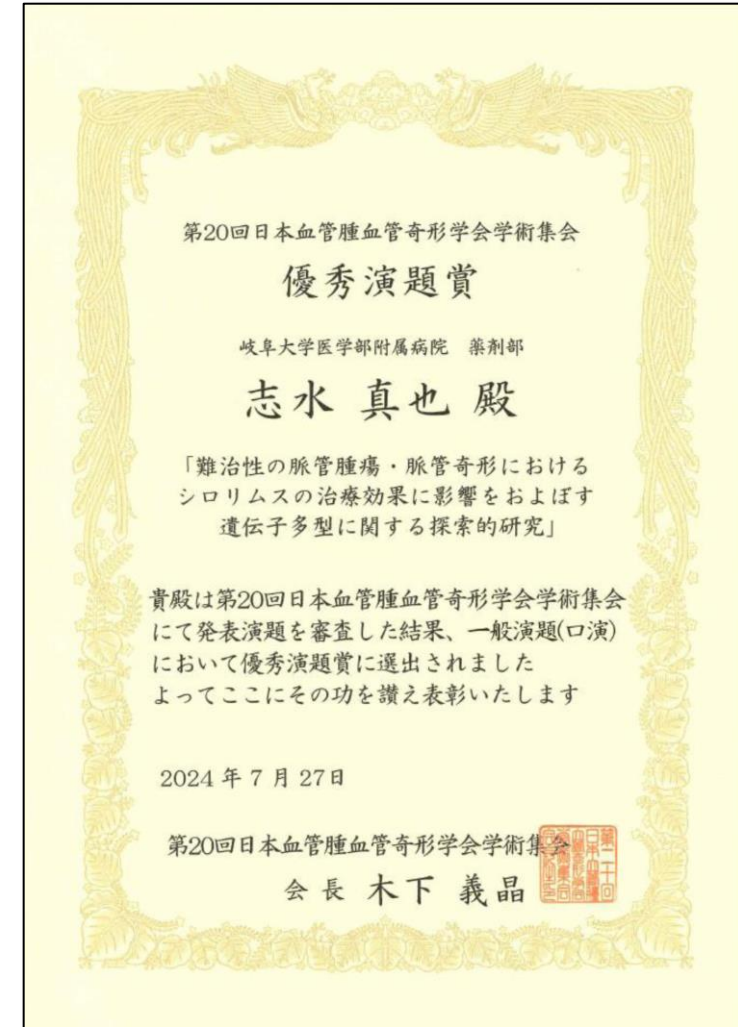 第20回日本血管腫血管奇形学会学術集会
優秀演題賞
岐阜大学医学部附属病院　薬剤部
志水 真也 殿
「難治性の脈管腫瘍・脈管奇形における
シロリムスの治療効果に影響をおよぼす
遺伝子多型に関する探索的研究」
貴殿は第20回日本血管腫血管奇形学会学術集会
にて発表演題を審査した結果、一般演題(口演)
において優秀演題賞に選出されました
よってここにその功を讃え表彰いたします
2024 年 7 月 27日
第20回日本血管腫血管奇形学会学術集会
会 長 木下 義晶